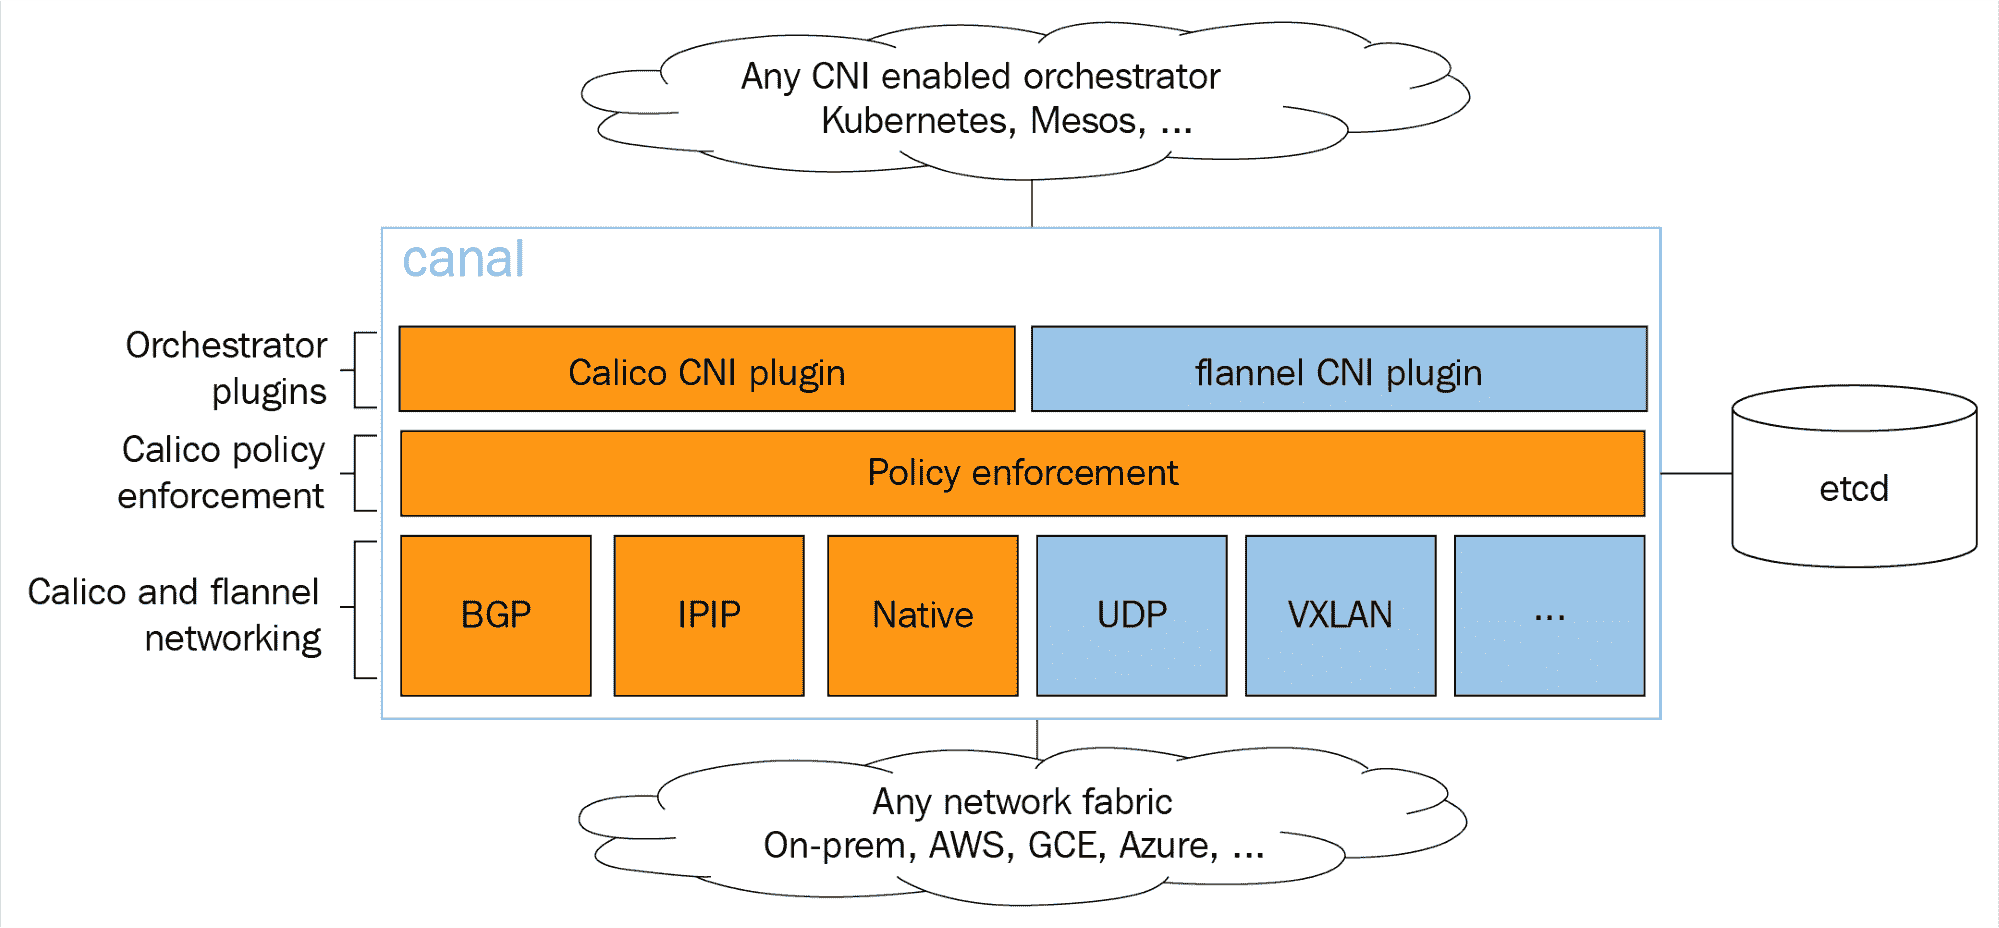 Any CNI enabled orchestrator
Kubernetes, Mesos, ...
canal
Orchestrator
plugins
Calico CNI plugin
flannel CNI plugin
Calico policy
enforcement
Policy enforcement
etcd
Calico and flannel
networking
BGP
IPIP
Native
UDP
VXLAN
...
Any network fabric
On-prem, AWS, GCE, Azure, ...